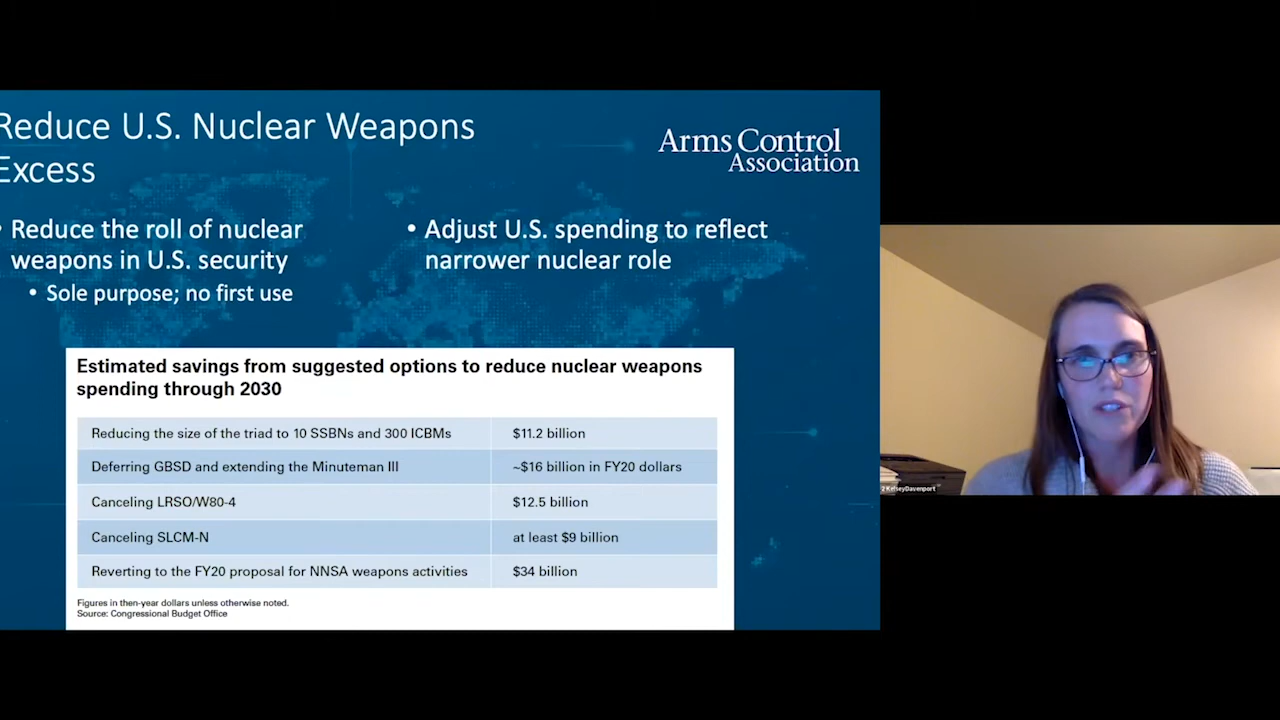 Reduce U.S. Nuclear Weapons
Excess
Arms Control
Association
• Reduce the roll of nuclear
weapons in U.S. security
• Sole purpose; no first use
• Adjust U.S. spending to reflect
narrower nuclear role
Estimated savings from suggested options to reduce nuclear weapons
spending through 2030
Reducing the size of the triad to 10 SSBNs and 300 ICBMs $11.2 billion
Deferring GBSD and extending the Minuteman III ~$16 billion in FY20 dollars
Canceling LRSO/W80-4 $12.5 billion
Canceling SLCM-N at least $9 billion
Reverting to the FY20 proposal for NNSA weapons activities $34 billion
Figures in then-year dollars unless otherwise noted.
Source: Congressional Budget Office
2 KelseyDavenport